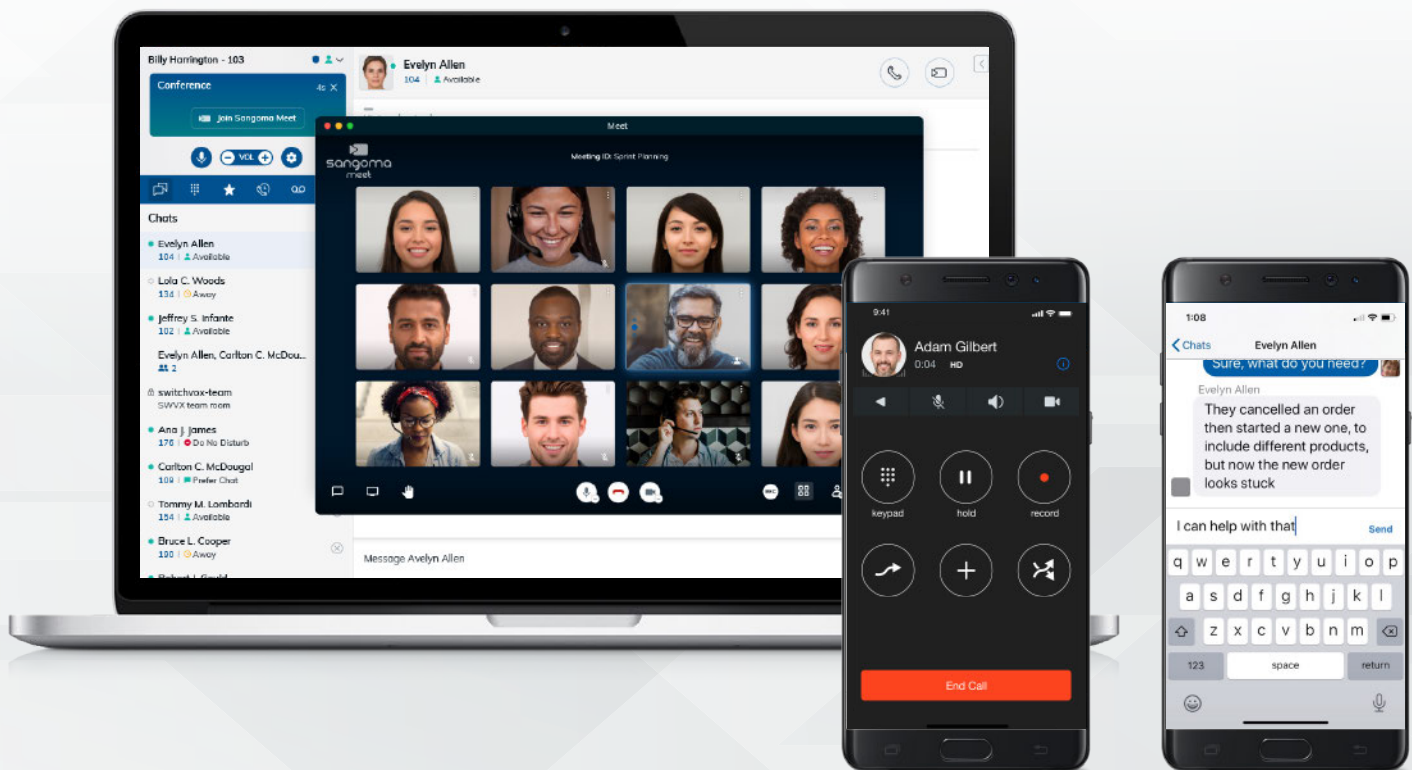 Billy Harrington - 103
Conference
4s X
Join Sangoma Meet
VOL
Chats
Evelyn Allen
104 | Available
Lola C. Woods
134 | Away
Jeffrey S. Infante
102 | Available
Evelyn Allen, Carlton C. McDou...
2
switchvox-team
SWVX team room
Ana J. James
176 | Do No Disturb
Carlton C. McDougal
109 | Prefer Chat
Tommy M. Lombardi
154 | Available
Bruce L. Cooper
190 | Away
Evelyn Allen
104 | Available
Meet
sangoma
meet
Meeting ID: Sprint Planning
REC
Message Avelyn Allen
9:41
Adam Gilbert
0:04 HD
keypad
hold
record
End Call
1:08
Chats
Evelyn Allen
Sure, what do you need?
Evelyn Allen
They cancelled an order
then started a new one, to
include different products,
but now the new order
looks stuck
I can help with that
Send
q w e r t y u i o p
a s d f g h j k l
z x c v b n m
123
space
return